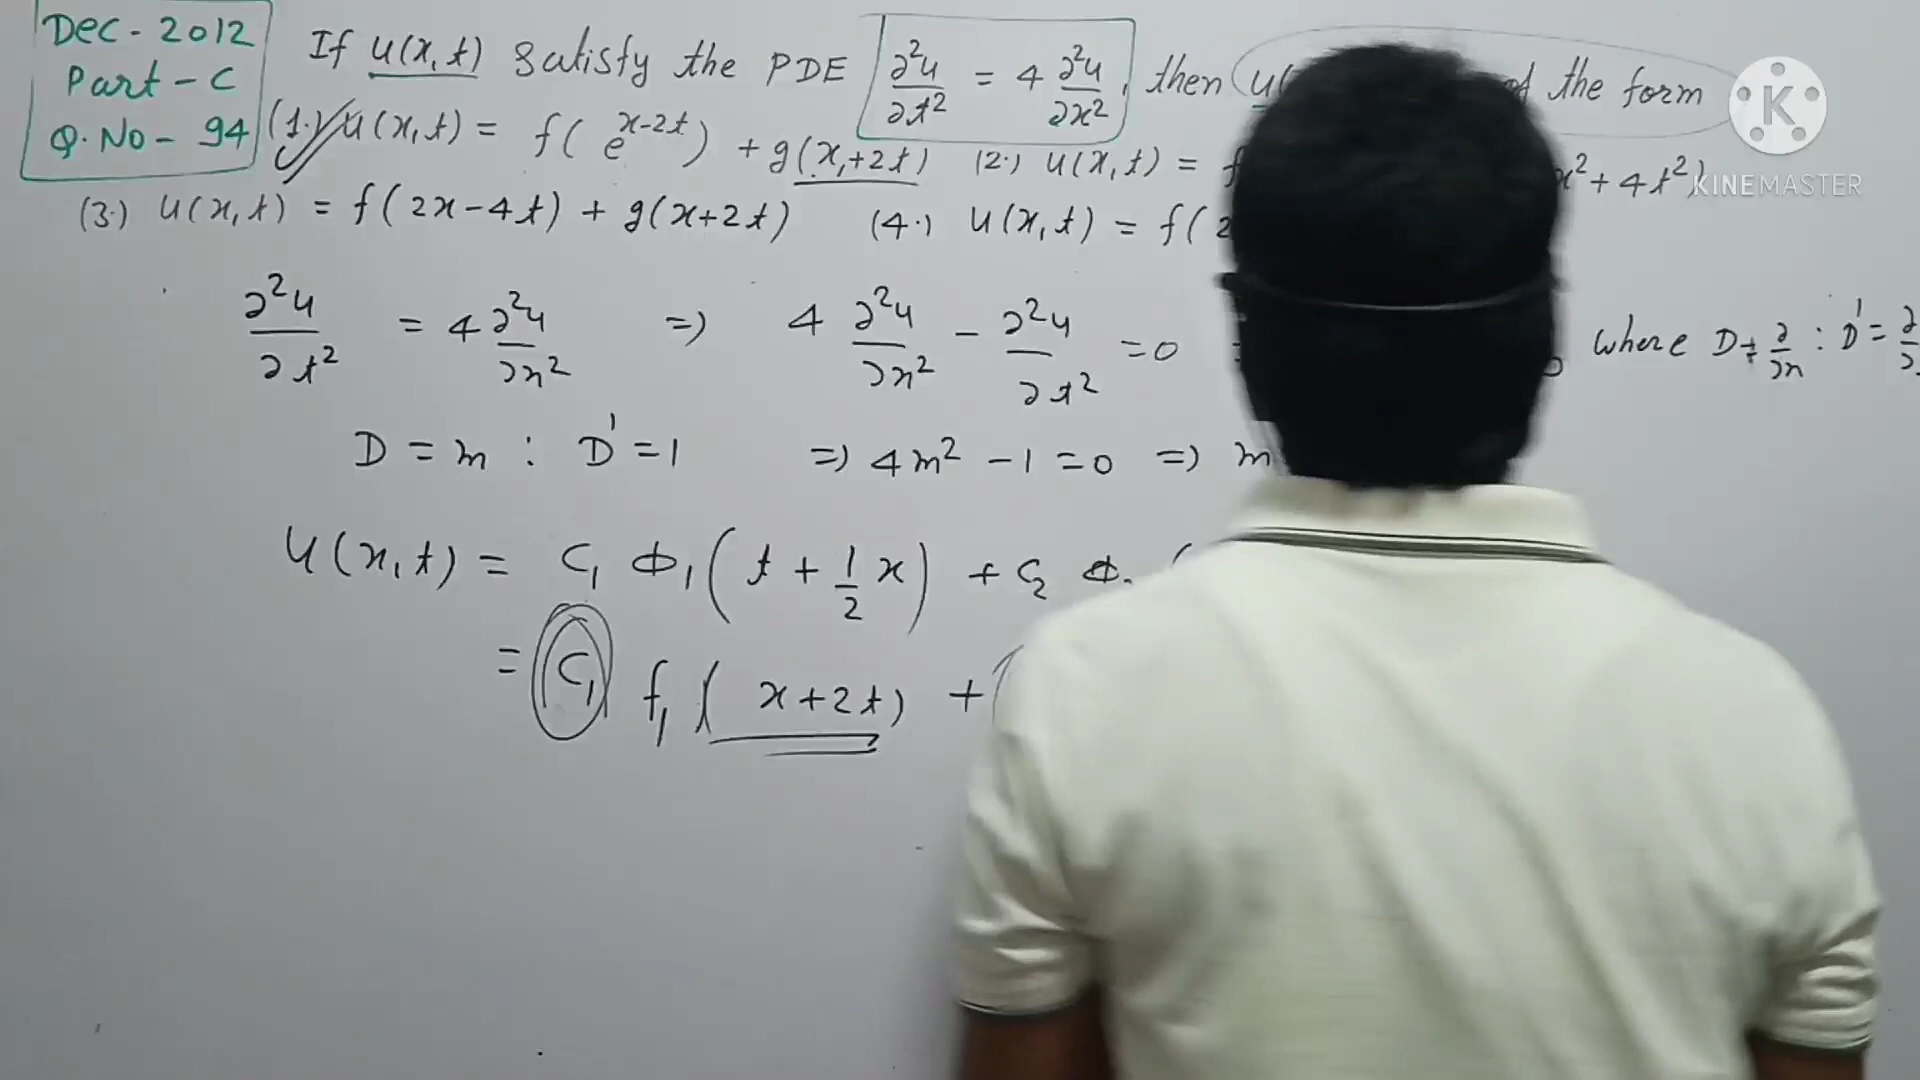 Dec - 2012
Part - C
Q. No - 94
If u(x,t) Satisfy the PDE ∂²u/∂t² = 4 ∂²u/∂x², then u( of the form
(1.) u(x,t) = f(e^(x-2t)) + g(x+2t) (2.) u(x,t) = f x² + 4t²)
K
KINEMASTER
(3.) u(x,t) = f(2x-4t) + g(x+2t) (4.) u(x,t) = f(2
∂²u/∂t² = 4 ∂²u/∂x² => 4 ∂²u/∂x² - ∂²u/∂t² = 0 where D = ∂/∂x : D' = ∂
D = m : D' = 1 => 4m² - 1 = 0 => m
u(x,t) = C₁ Φ₁(t + 1/2 x) + C₂ Φ (
= C₁ f₁(x+2t) +